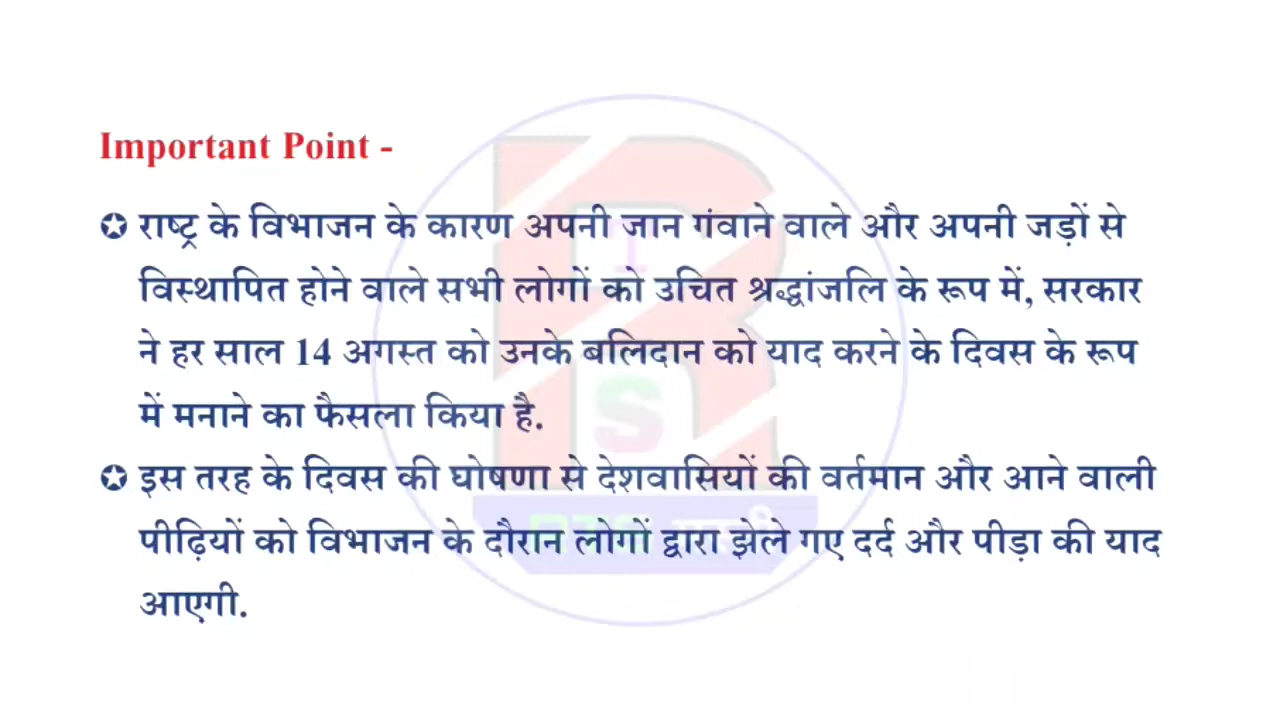 Important Point -
✪ राष्ट्र के विभाजन के कारण अपनी जान गंवाने वाले और अपनी जड़ों से
विस्थापित होने वाले सभी लोगों को उचित श्रद्धांजलि के रूप में, सरकार
ने हर साल 14 अगस्त को उनके बलिदान को याद करने के दिवस के रूप
में मनाने का फैसला किया है.
✪ इस तरह के दिवस की घोषणा से देशवासियों की वर्तमान और आने वाली
पीढ़ियों को विभाजन के दौरान लोगों द्वारा झेले गए दर्द और पीड़ा की याद
आएगी.